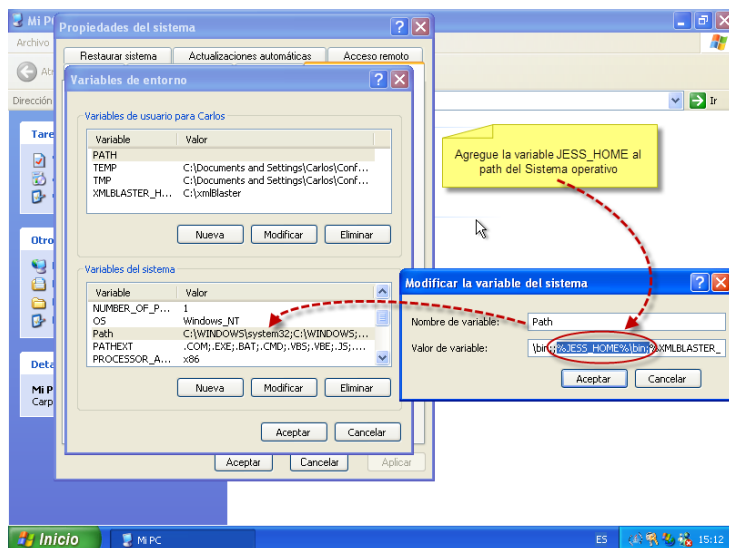 Mi P
Propiedades del sistema
Archivo
Restaurar sistema
Actualizaciones automáticas
Acceso remoto
Variables de entorno
Dirección
Ir
Variables de usuario para Carlos
Variable Valor
PATH
TEMP C:\Documents and Settings\Carlos\Conf...
TMP C:\Documents and Settings\Carlos\Conf...
XMLBLASTER_H... C:\xmlBlaster
Nueva Modificar Eliminar
Tare
Otro
Deta
Mi P
Carp
Agregue la variable JESS_HOME al
path del Sistema operativo
Variables del sistema
Variable Valor
NUMBER_OF_P... 1
OS Windows_NT
Path C:\WINDOWS\system32;C:\WINDOWS;...
PATHEXT .COM;.EXE;.BAT;.CMD;.VBS;.VBE;.JS;....
PROCESSOR_A... x86
Nueva Modificar Eliminar
Aceptar Cancelar
Aceptar Cancelar Aplicar
Modificar la variable del sistema
Nombre de variable: Path
Valor de variable: \bin;;%JESS_HOME%\bin;%XMLBLASTER_
Aceptar Cancelar
Inicio
Mi PC
ES
15:12